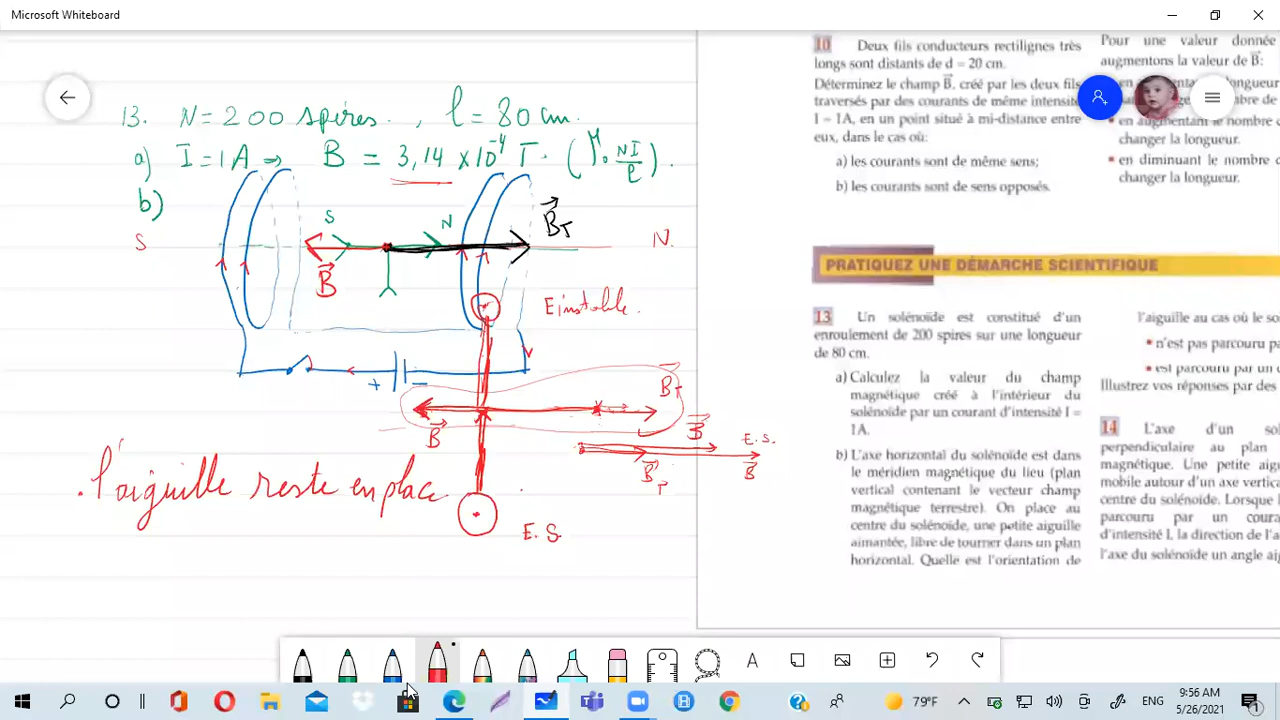 Microsoft Whiteboard
13. N = 200 spires, l = 80 cm.
a) I = 1A ⇒ B = 3,14 × 10⁻⁴ T. (μ₀ NI/l).
b)
S
S
N
B⃗T
N.
B⃗
E instable.
+ −
B⃗T
B⃗
B⃗
E.S.
B⃗P
B⃗
. l'aiguille reste en place
E. S.
10 Deux fils conducteurs rectilignes très
longs sont distants de d = 20 cm.
Déterminez le champ B⃗, créé par les deux fils
traversés par des courants de même intensité
I = 1A, en un point situé à mi-distance entre
eux, dans le cas où:
a) les courants sont de même sens;
b) les courants sont de sens opposés.
Pour une valeur donnée
augmentons la valeur de B⃗:
en
longueur
bre de
en augmentant le nombre d
changer la longueur.
en diminuant le nombre d
changer la longueur.
PRATIQUEZ UNE DÉMARCHE SCIENTIFIQUE
13 Un solénoïde est constitué d'un
enroulement de 200 spires sur une longueur
de 80 cm.
a) Calculez la valeur du champ
magnétique créé à l'intérieur du
solénoïde par un courant d'intensité I =
1A.
b) L'axe horizontal du solénoïde est dans
le méridien magnétique du lieu (plan
vertical contenant le vecteur champ
magnétique terrestre). On place au
centre du solénoïde, une petite aiguille
aimantée, libre de tourner dans un plan
horizontal. Quelle est l'orientation de
l'aiguille au cas où le so
n'est pas parcouru pa
est parcouru par un c
Illustrez vos réponses par des
14 L'axe d'un so
perpendiculaire au plan
magnétique. Une petite aigu
mobile autour d'un axe vertica
centre du solénoïde. Lorsque
parcouru par un coura
d'intensité I, la direction de l'a
l'axe du solénoïde un angle aig
A
79°F
ENG
9:56 AM
5/26/2021